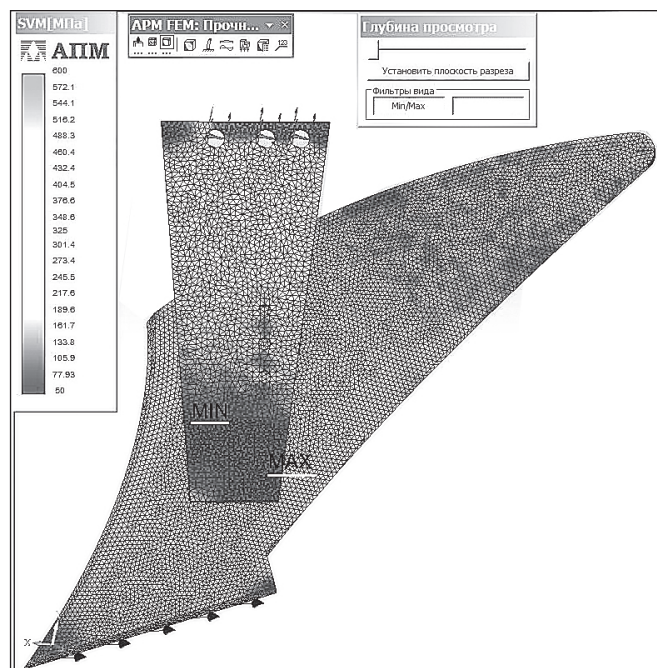 SVM[МПа]
АПМ
600
572.1
544.1
516.2
488.3
460.4
432.4
404.5
376.6
348.6
325
301.4
273.4
245.5
217.6
189.6
161.7
133.8
105.9
77.93
50
APM FEM: Прочн...
123
Глубина просмотра
Установить плоскость разреза
Фильтры вида
Min/Max
MIN
MAX
X